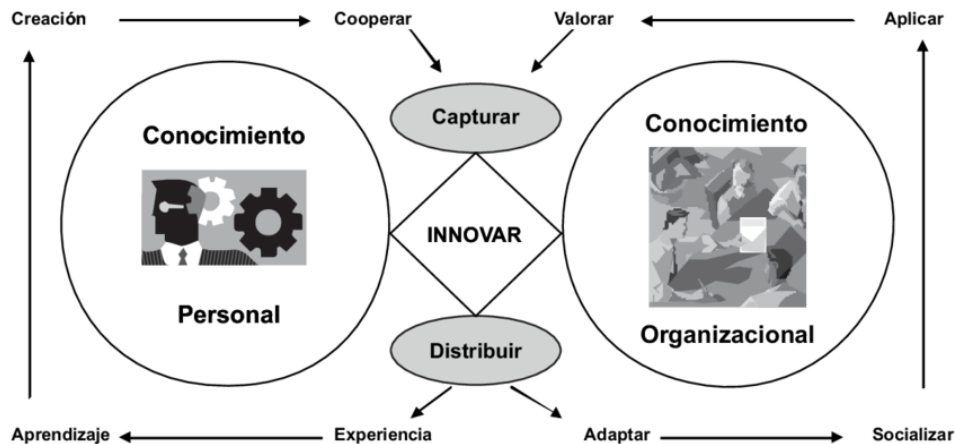 Creación
Cooperar
Valorar
Aplicar
Capturar
Conocimiento
Personal
INNOVAR
Conocimiento
Organizacional
Distribuir
Aprendizaje
Experiencia
Adaptar
Socializar